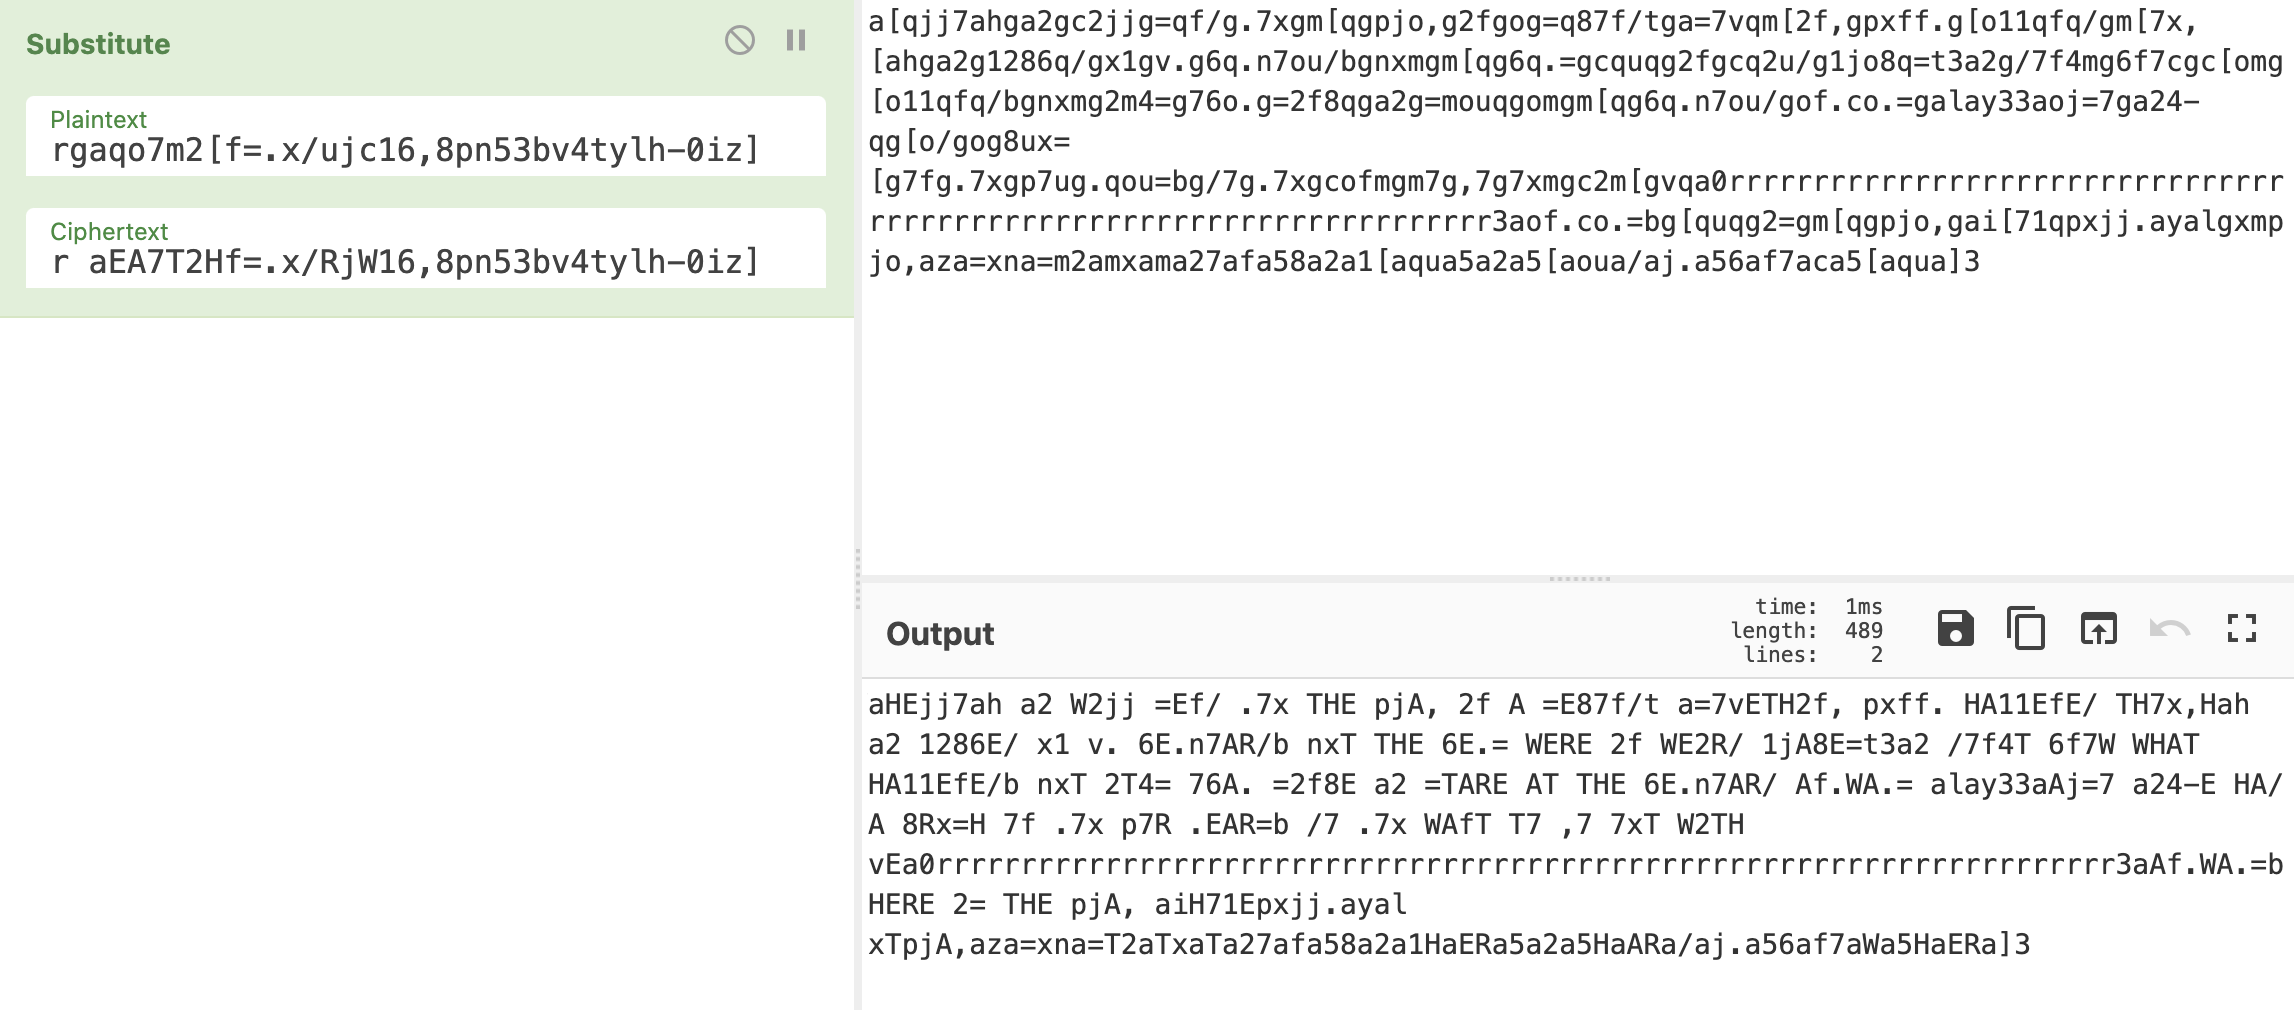 Substitute
Plaintext
rgaqo7m2[f=.x/ujc16,8pn53bv4tylh-0iz]
Ciphertext
r aEA7T2Hf=.x/RjW16,8pn53bv4tylh-0iz]
a[qjj7ahga2gc2jjg=qf/g.7xgm[qgpjo,g2fgog=q87f/tga=7vqm[2f,gpxff.g[o11qfq/gm[7x,
[ahga2g1286q/gx1gv.g6q.n7ou/bgnxmgm[qg6q.=gcquqg2fgcq2u/g1jo8q=t3a2g/7f4mg6f7cgc[omg
[o11qfq/bgnxmg2m4=g76o.g=2f8qga2g=mouqgomgm[qg6q.n7ou/gof.co.=galay33aoj=7ga24-
qg[o/gog8ux=
[g7fg.7xgp7ug.qou=bg/7g.7xgcofmgm7g,7g7xmgc2m[gvqa0rrrrrrrrrrrrrrrrrrrrrrrrrrrrrrrrr
rrrrrrrrrrrrrrrrrrrrrrrrrrrrrrrrrrrrr3aof.co.=bg[quqg2=gm[qgpjo,gai[71qpxjj.ayalgxmp
jo,aza=xna=m2amxama27afa58a2a1[aqua5a2a5[aoua/aj.a56af7aca5[aqua]3
Output
time: 1ms
length: 489
lines: 2
aHEjj7ah a2 W2jj =Ef/ .7x THE pjA, 2f A =E87f/t a=7vETH2f, pxff. HA11EfE/ TH7x,Hah
a2 1286E/ x1 v. 6E.n7AR/b nxT THE 6E.= WERE 2f WE2R/ 1jA8E=t3a2 /7f4T 6f7W WHAT
HA11EfE/b nxT 2T4= 76A. =2f8E a2 =TARE AT THE 6E.n7AR/ Af.WA.= alay33aAj=7 a24-E HA/
A 8Rx=H 7f .7x p7R .EAR=b /7 .7x WAfT T7 ,7 7xT W2TH
vEa0rrrrrrrrrrrrrrrrrrrrrrrrrrrrrrrrrrrrrrrrrrrrrrrrrrrrrrrrrrrrrrrrrrrrrr3aAf.WA.=b
HERE 2= THE pjA, aiH71Epxjj.ayal
xTpjA,aza=xna=T2aTxaTa27afa58a2a1HaERa5a2a5HaARa/aj.a56af7aWa5HaERa]3